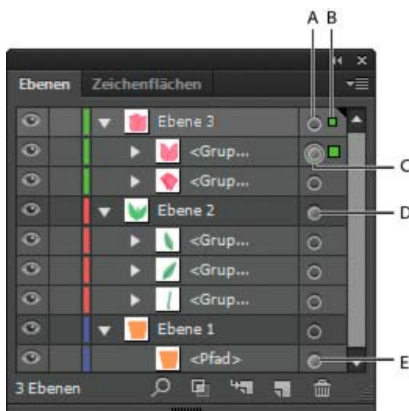 A B
Ebenen Zeichenflächen
Ebene 3
<Grup...
C
<Grup...
Ebene 2
D
<Grup...
<Grup...
<Grup...
Ebene 1
<Pfad>
E
3 Ebenen